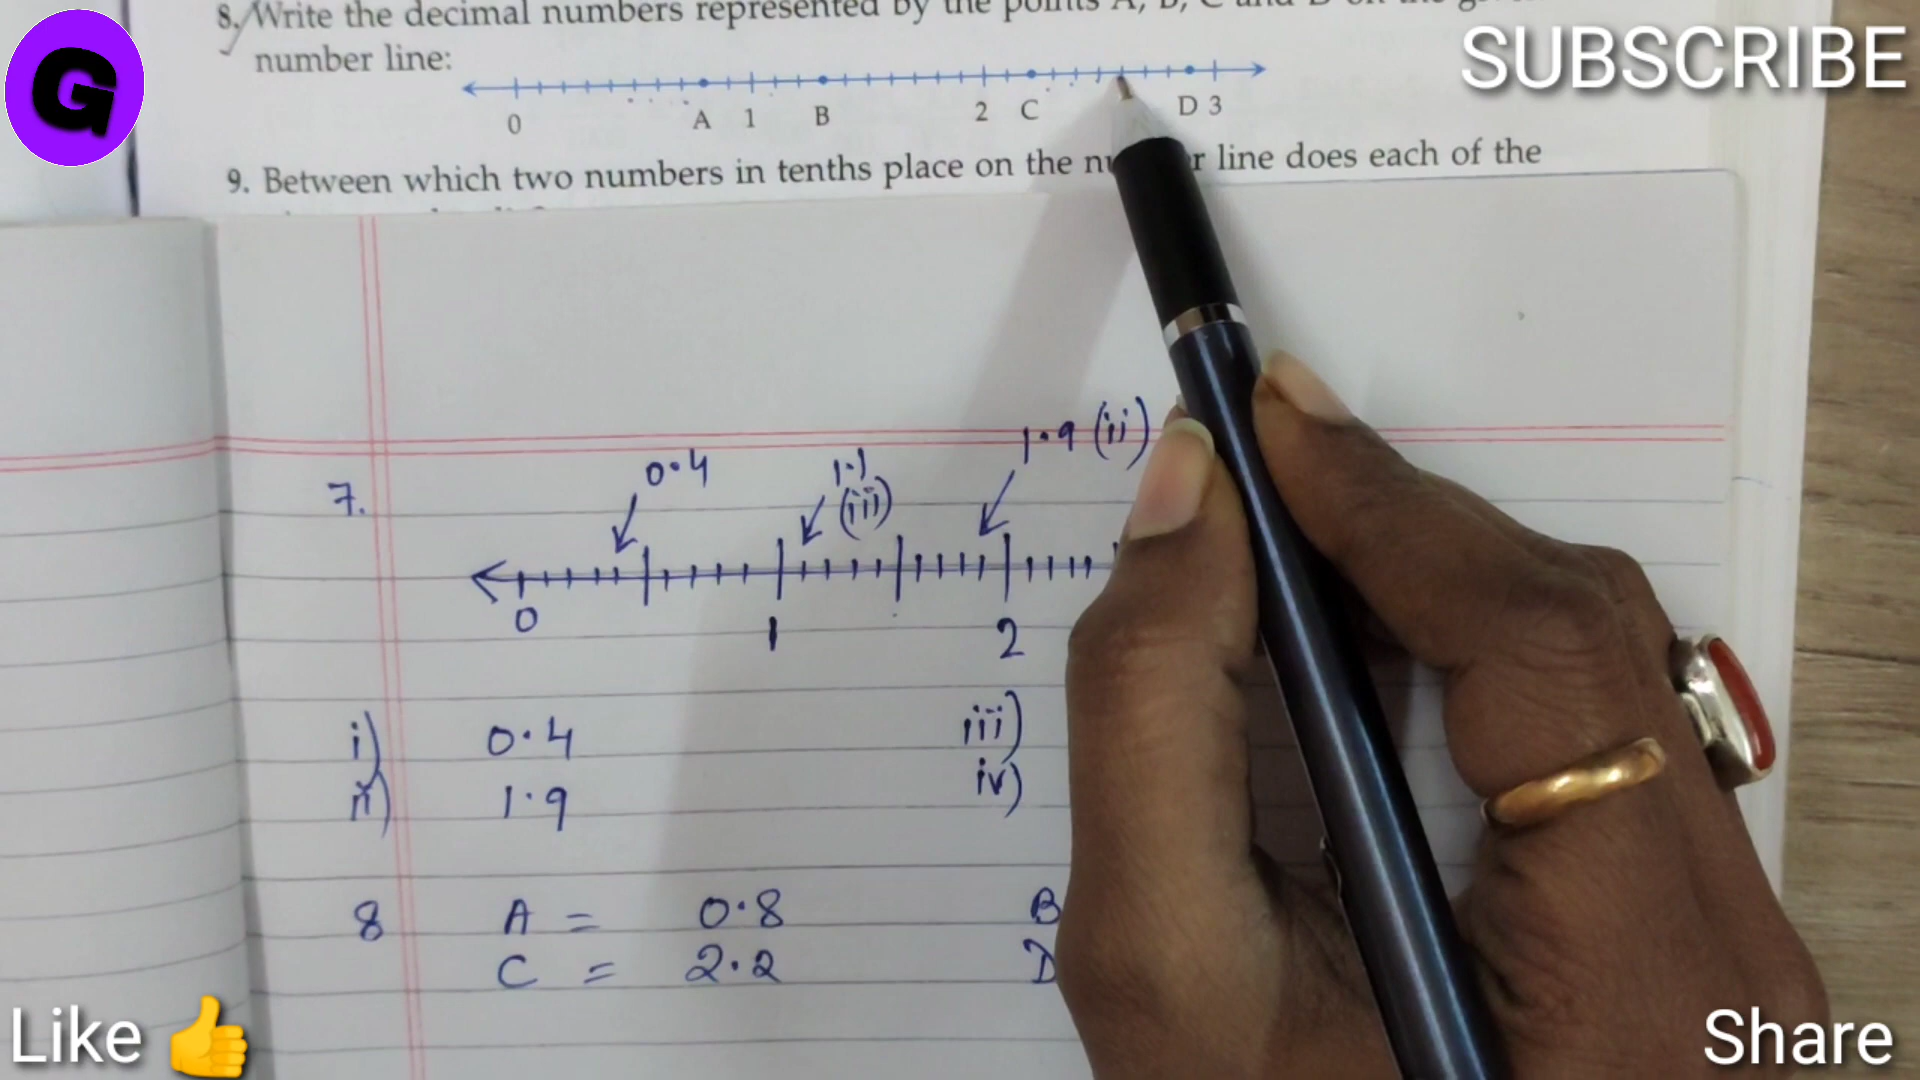 G
SUBSCRIBE
8. Write the decimal numbers represented by the points A, B, C and D on the
number line:
0 A 1 B 2 C D 3
9. Between which two numbers in tenths place on the line does each of the
7.
0.4 1.1 (iii) 1.9 (ii)
0 1 2
i) 0.4 iii)
ii) 1.9 iv)
8 A = 0.8 B
C = 2.2 D
Like 👍
Share